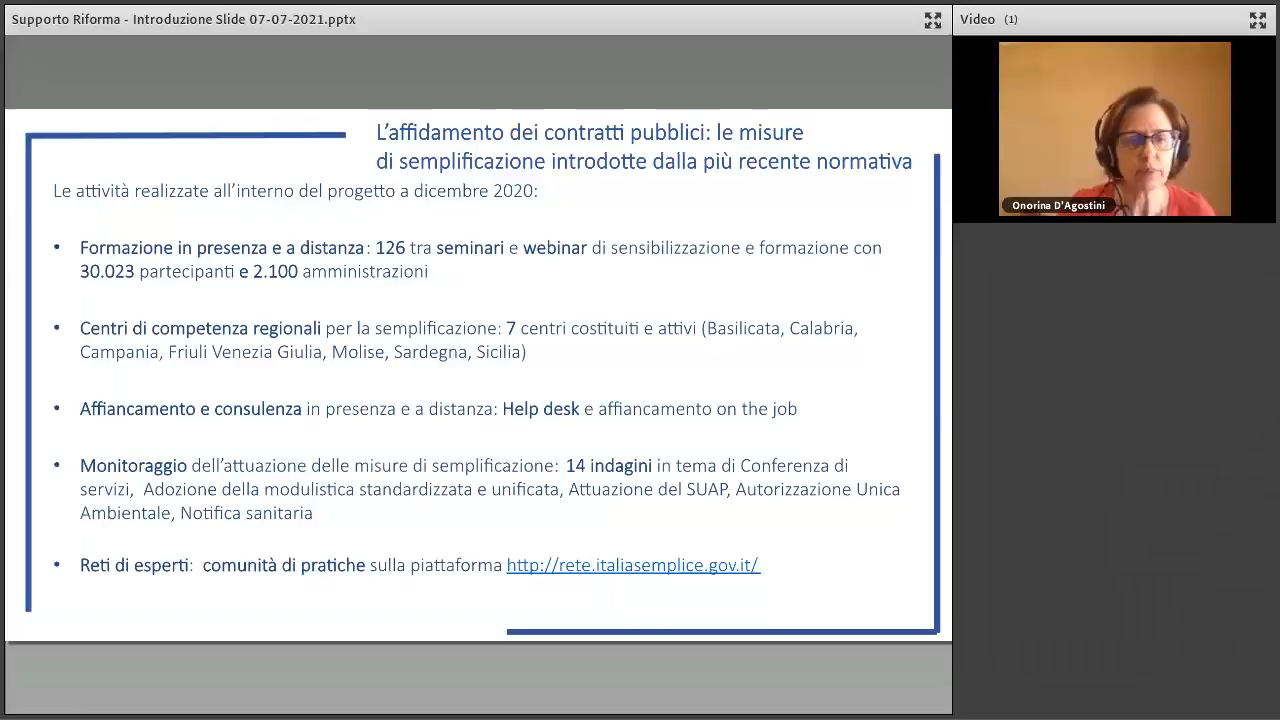 Supporto Riforma - Introduzione Slide 07-07-2021.pptx
Video (1)
L'affidamento dei contratti pubblici: le misure
di semplificazione introdotte dalla più recente normativa
Le attività realizzate all'interno del progetto a dicembre 2020:
• Formazione in presenza e a distanza: 126 tra seminari e webinar di sensibilizzazione e formazione con
30.023 partecipanti e 2.100 amministrazioni
• Centri di competenza regionali per la semplificazione: 7 centri costituiti e attivi (Basilicata, Calabria,
Campania, Friuli Venezia Giulia, Molise, Sardegna, Sicilia)
• Affiancamento e consulenza in presenza e a distanza: Help desk e affiancamento on the job
• Monitoraggio dell'attuazione delle misure di semplificazione: 14 indagini in tema di Conferenza di
servizi, Adozione della modulistica standardizzata e unificata, Attuazione del SUAP, Autorizzazione Unica
Ambientale, Notifica sanitaria
• Reti di esperti: comunità di pratiche sulla piattaforma http://rete.italiasemplice.gov.it/
Onorina D'Agostini